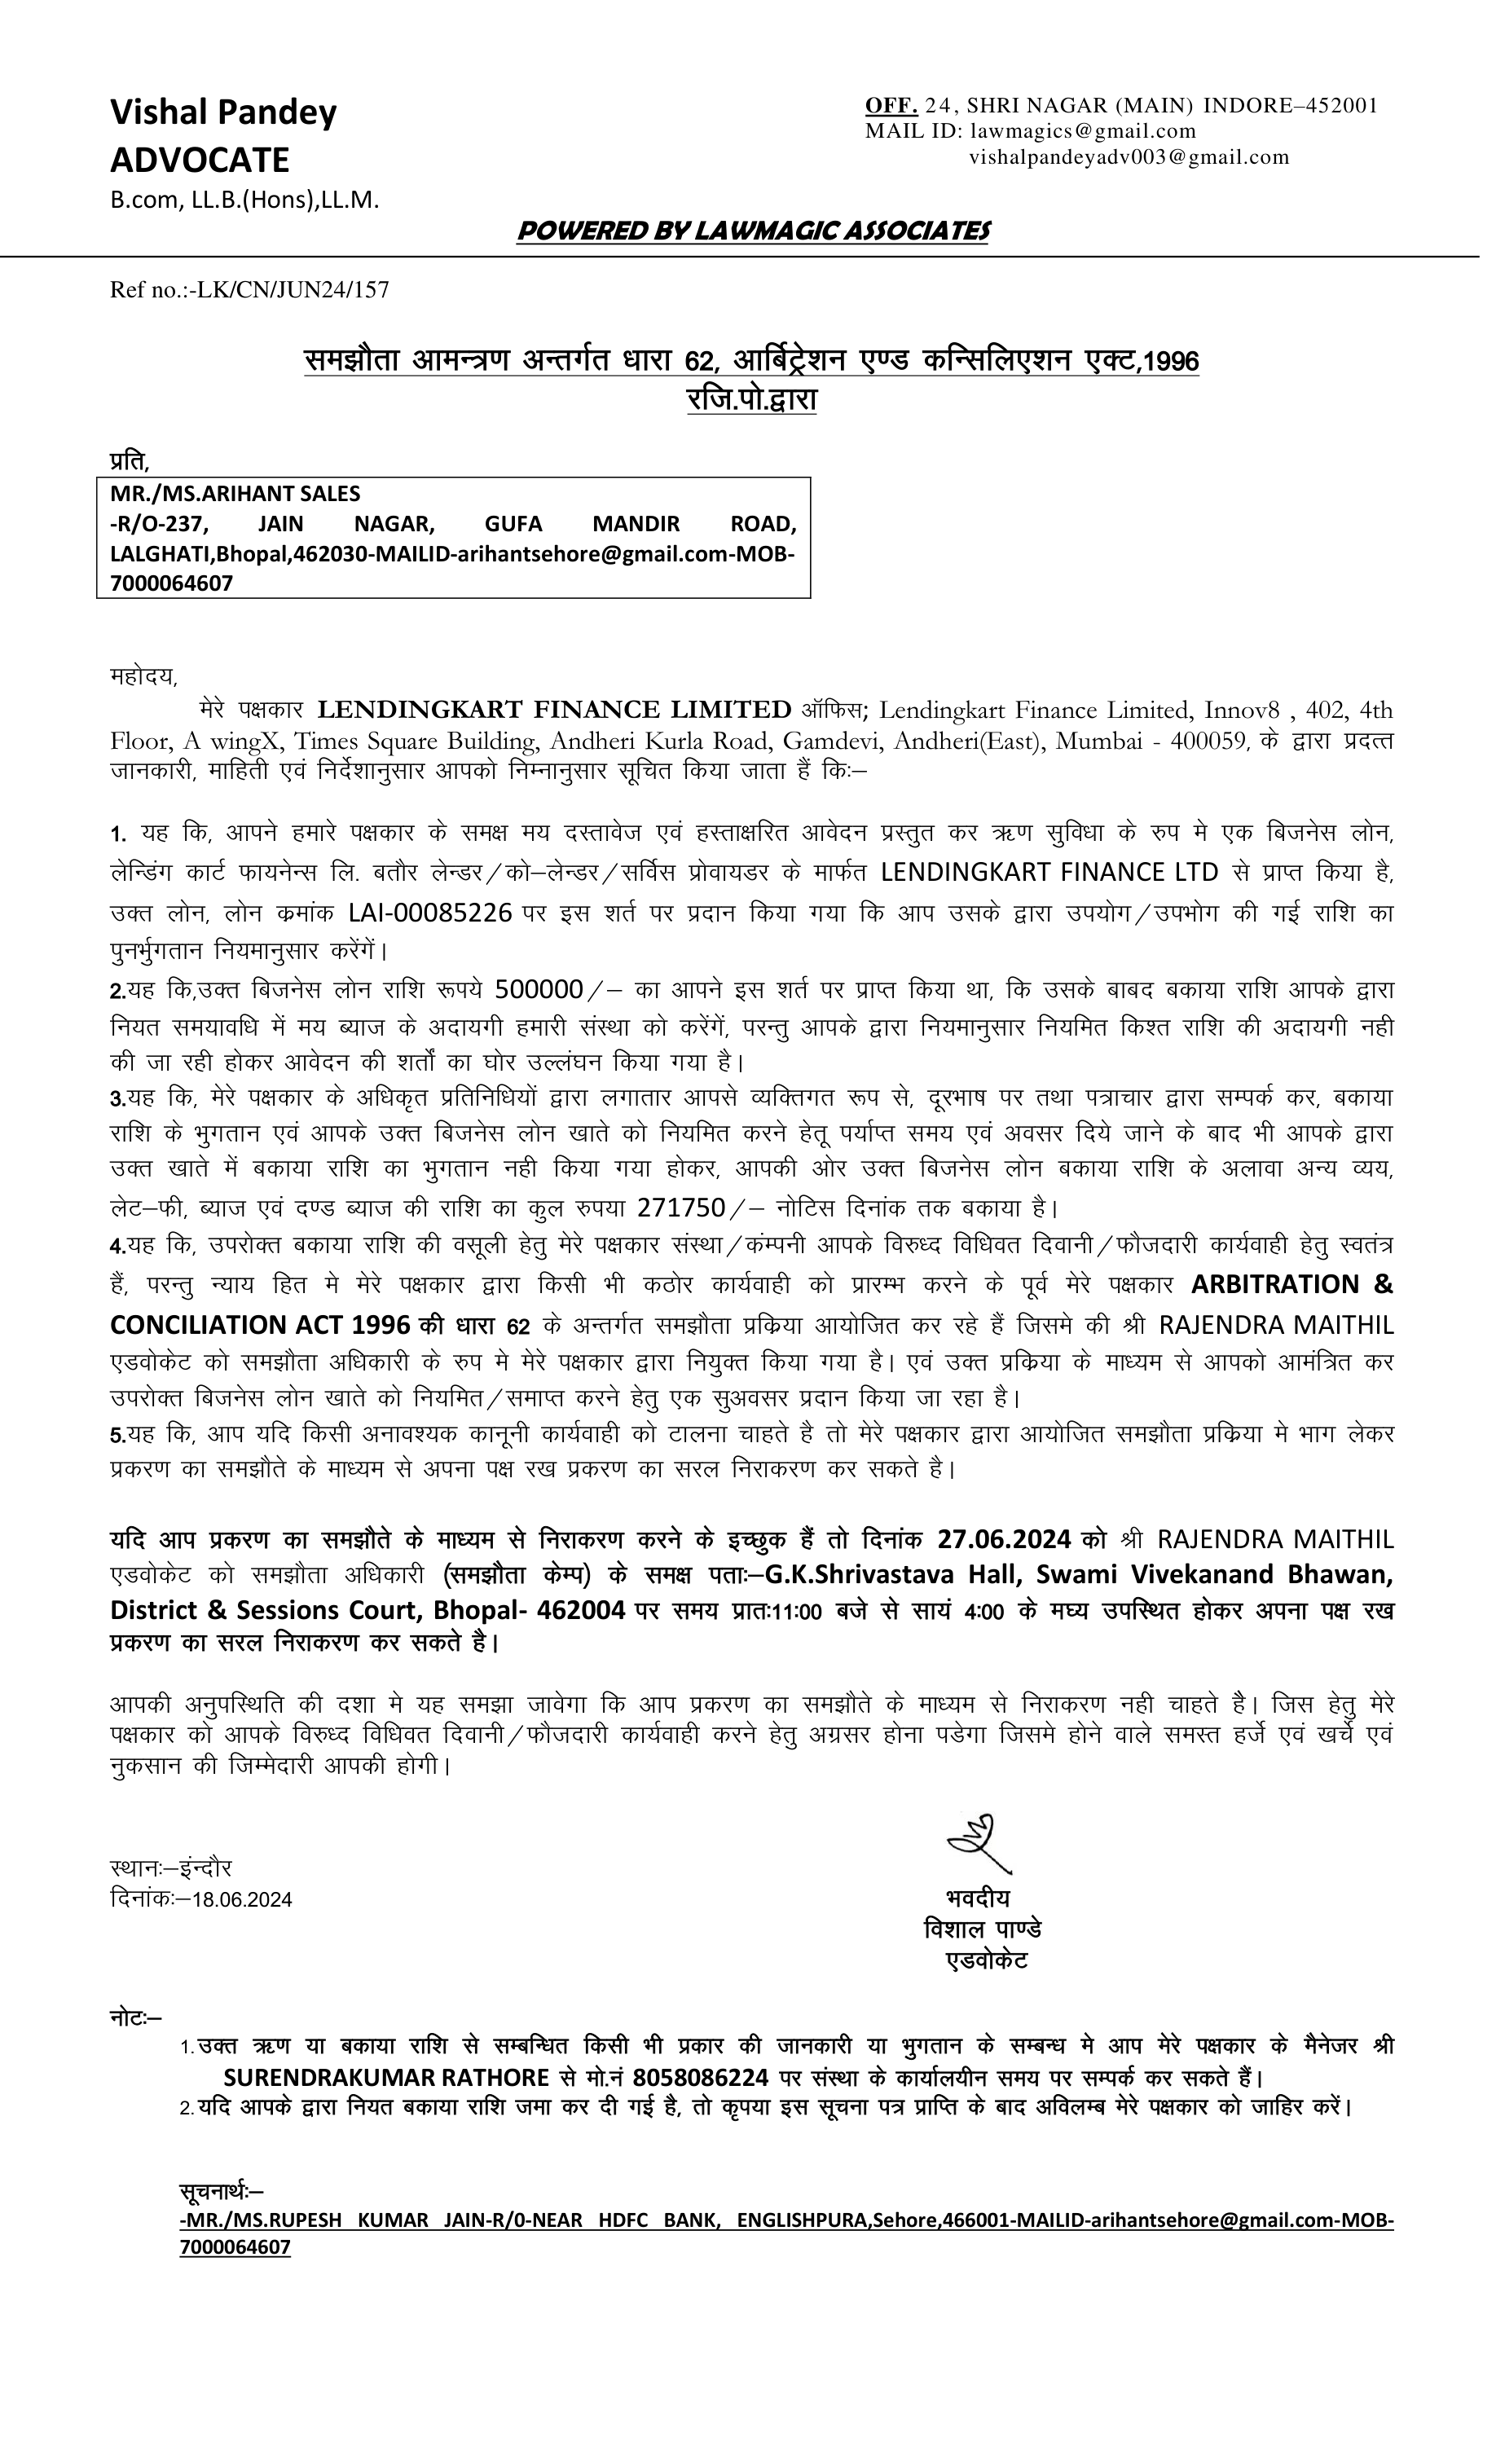 Vishal Pandey
ADVOCATE
B.com, LL.B.(Hons),LL.M.
OFF. 24, SHRI NAGAR (MAIN) INDORE–452001
MAIL ID: lawmagics@gmail.com
vishalpandeyadv003@gmail.com
POWERED BY LAWMAGIC ASSOCIATES
Ref no.:-LK/CN/JUN24/157
समझौता आमन्त्रण अन्तर्गत धारा 62, आर्बिट्रेशन एण्ड कन्सिलिएशन एक्ट,1996
रजि.पो.द्वारा
प्रति,
MR./MS.ARIHANT SALES
-R/O-237, JAIN NAGAR, GUFA MANDIR ROAD,
LALGHATI,Bhopal,462030-MAILID-arihantsehore@gmail.com-MOB-
7000064607
महोदय,
मेरे पक्षकार LENDINGKART FINANCE LIMITED ऑफिस; Lendingkart Finance Limited, Innov8 , 402, 4th
Floor, A wingX, Times Square Building, Andheri Kurla Road, Gamdevi, Andheri(East), Mumbai - 400059, के द्वारा प्रदत्त
जानकारी, माहिती एवं निर्देशानुसार आपको निम्नानुसार सूचित किया जाता हैं किः–
1. यह कि, आपने हमारे पक्षकार के समक्ष मय दस्तावेज एवं हस्ताक्षरित आवेदन प्रस्तुत कर ऋण सुविधा के रुप मे एक बिजनेस लोन,
लेन्डिंग कार्ट फायनेन्स लि. बतौर लेन्डर/को–लेन्डर/सर्विस प्रोवायडर के मार्फत LENDINGKART FINANCE LTD से प्राप्त किया है,
उक्त लोन, लोन क्रमांक LAI-00085226 पर इस शर्त पर प्रदान किया गया कि आप उसके द्वारा उपयोग/उपभोग की गई राशि का
पुनर्भुगतान नियमानुसार करेंगें।
2.यह कि,उक्त बिजनेस लोन राशि रूपये 500000/– का आपने इस शर्त पर प्राप्त किया था, कि उसके बाबद बकाया राशि आपके द्वारा
नियत समयावधि में मय ब्याज के अदायगी हमारी संस्था को करेंगें, परन्तु आपके द्वारा नियमानुसार नियमित किश्त राशि की अदायगी नही
की जा रही होकर आवेदन की शर्तों का घोर उल्लंघन किया गया है।
3.यह कि, मेरे पक्षकार के अधिकृत प्रतिनिधियों द्वारा लगातार आपसे व्यक्तिगत रूप से, दूरभाष पर तथा पत्राचार द्वारा सम्पर्क कर, बकाया
राशि के भुगतान एवं आपके उक्त बिजनेस लोन खाते को नियमित करने हेतू पर्याप्त समय एवं अवसर दिये जाने के बाद भी आपके द्वारा
उक्त खाते में बकाया राशि का भुगतान नही किया गया होकर, आपकी ओर उक्त बिजनेस लोन बकाया राशि के अलावा अन्य व्यय,
लेट–फी, ब्याज एवं दण्ड ब्याज की राशि का कुल रुपया 271750/– नोटिस दिनांक तक बकाया है।
4.यह कि, उपरोक्त बकाया राशि की वसूली हेतु मेरे पक्षकार संस्था/कंम्पनी आपके विरुध्द विधिवत दिवानी/फौजदारी कार्यवाही हेतु स्वतंत्र
हैं, परन्तु न्याय हित मे मेरे पक्षकार द्वारा किसी भी कठोर कार्यवाही को प्रारम्भ करने के पूर्व मेरे पक्षकार ARBITRATION &
CONCILIATION ACT 1996 की धारा 62 के अन्तर्गत समझौता प्रक्रिया आयोजित कर रहे हैं जिसमे की श्री RAJENDRA MAITHIL
एडवोकेट को समझौता अधिकारी के रुप मे मेरे पक्षकार द्वारा नियुक्त किया गया है। एवं उक्त प्रक्रिया के माध्यम से आपको आमंत्रित कर
उपरोक्त बिजनेस लोन खाते को नियमित/समाप्त करने हेतु एक सुअवसर प्रदान किया जा रहा है।
5.यह कि, आप यदि किसी अनावश्यक कानूनी कार्यवाही को टालना चाहते है तो मेरे पक्षकार द्वारा आयोजित समझौता प्रक्रिया मे भाग लेकर
प्रकरण का समझौते के माध्यम से अपना पक्ष रख प्रकरण का सरल निराकरण कर सकते है।
यदि आप प्रकरण का समझौते के माध्यम से निराकरण करने के इच्छुक हैं तो दिनांक 27.06.2024 को श्री RAJENDRA MAITHIL
एडवोकेट को समझौता अधिकारी (समझौता केम्प) के समक्ष पताः–G.K.Shrivastava Hall, Swami Vivekanand Bhawan,
District & Sessions Court, Bhopal- 462004 पर समय प्रातः11:00 बजे से सायं 4:00 के मघ्य उपस्थित होकर अपना पक्ष रख
प्रकरण का सरल निराकरण कर सकते है।
आपकी अनुपस्थिति की दशा मे यह समझा जावेगा कि आप प्रकरण का समझौते के माध्यम से निराकरण नही चाहते है। जिस हेतु मेरे
पक्षकार को आपके विरुध्द विधिवत दिवानी/फौजदारी कार्यवाही करने हेतु अग्रसर होना पडेगा जिसमे होने वाले समस्त हर्जे एवं खर्चे एवं
नुकसान की जिम्मेदारी आपकी होगी।
स्थानः–इंन्दौर
दिनांकः–18.06.2024
भवदीय
विशाल पाण्डे
एडवोकेट
नोटः–
1.उक्त ऋण या बकाया राशि से सम्बन्धित किसी भी प्रकार की जानकारी या भुगतान के सम्बन्ध मे आप मेरे पक्षकार के मैनेजर श्री
SURENDRAKUMAR RATHORE से मो.नं 8058086224 पर संस्था के कार्यालयीन समय पर सम्पर्क कर सकते हैं।
2.यदि आपके द्वारा नियत बकाया राशि जमा कर दी गई है, तो कृपया इस सूचना पत्र प्राप्ति के बाद अविलम्ब मेरे पक्षकार को जाहिर करें।
सूचनार्थः–
-MR./MS.RUPESH KUMAR JAIN-R/0-NEAR HDFC BANK, ENGLISHPURA,Sehore,466001-MAILID-arihantsehore@gmail.com-MOB-
7000064607